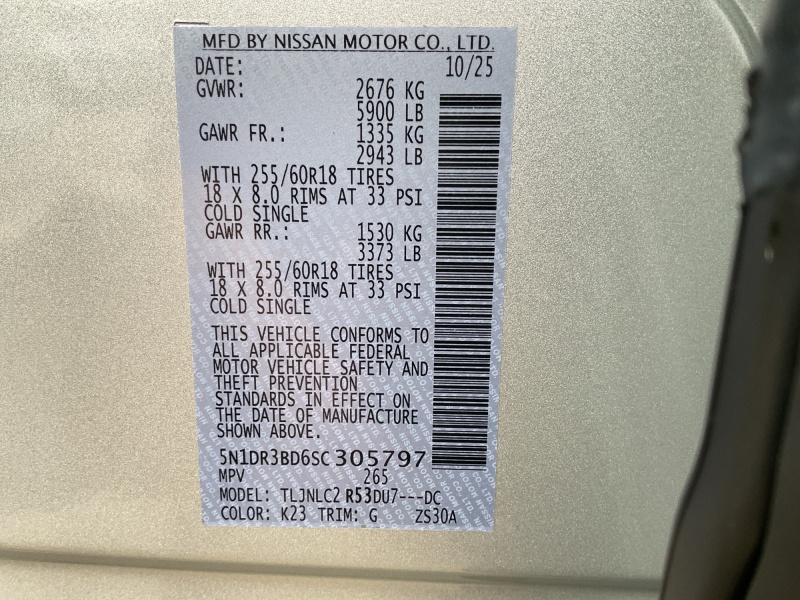 MFD BY NISSAN MOTOR CO., LTD.
DATE: 10/25
GVWR: 2676 KG
5900 LB
GAWR FR.: 1335 KG
2943 LB
WITH 255/60R18 TIRES
18 X 8.0 RIMS AT 33 PSI
COLD SINGLE
GAWR RR.: 1530 KG
3373 LB
WITH 255/60R18 TIRES
18 X 8.0 RIMS AT 33 PSI
COLD SINGLE
THIS VEHICLE CONFORMS TO
ALL APPLICABLE FEDERAL
MOTOR VEHICLE SAFETY AND
THEFT PREVENTION
STANDARDS IN EFFECT ON
THE DATE OF MANUFACTURE
SHOWN ABOVE.
5N1DR3BD6SC305797
MPV 265
MODEL: TLJNLC2 R53DU7---DC
COLOR: K23 TRIM: G ZS30A